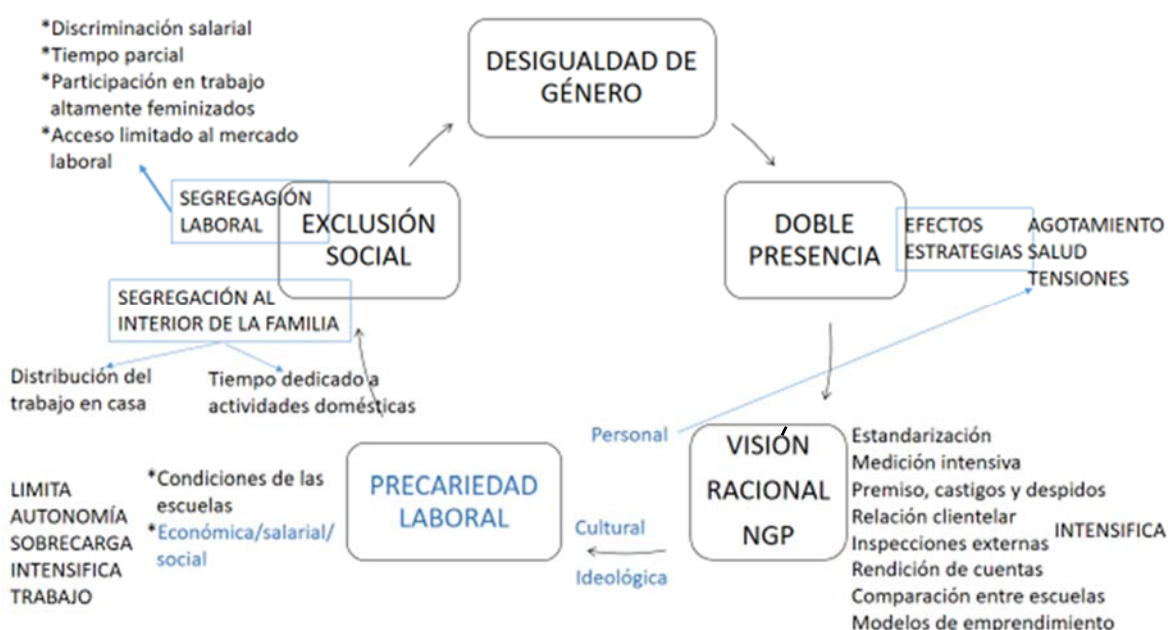 *Discriminación salarial
*Tiempo parcial
*Participación en trabajo
altamente feminizados
*Acceso limitado al mercado
laboral
DESIGUALDAD DE
GÉNERO
SEGREGAGIÓN
LABORAL
EXCLUSIÓN
SOCIAL
DOBLE
PRESENCIA
EFECTOS
ESTRATEGIAS
AGOTAMIENTO
SALUD
TENSIONES
SEGREGACIÓN AL
INTERIOR DE LA FAMILIA
Distribución del
trabajo en casa
Tiempo dedicado a
actividades domésticas
Personal
VISIÓN
RACIONAL
NGP
Estandarización
Medición intensiva
Premiso, castigos y despidos
Relación clientelar
Inspecciones externas
Rendición de cuentas
Comparación entre escuelas
Modelos de emprendimiento
INTENSIFICA
Cultural
Ideológica
PRECARIEDAD
LABORAL
*Condiciones de las
escuelas
*Económica/salarial/
social
LIMITA
AUTONOMÍA
SOBRECARGA
INTENSIFICA
TRABAJO